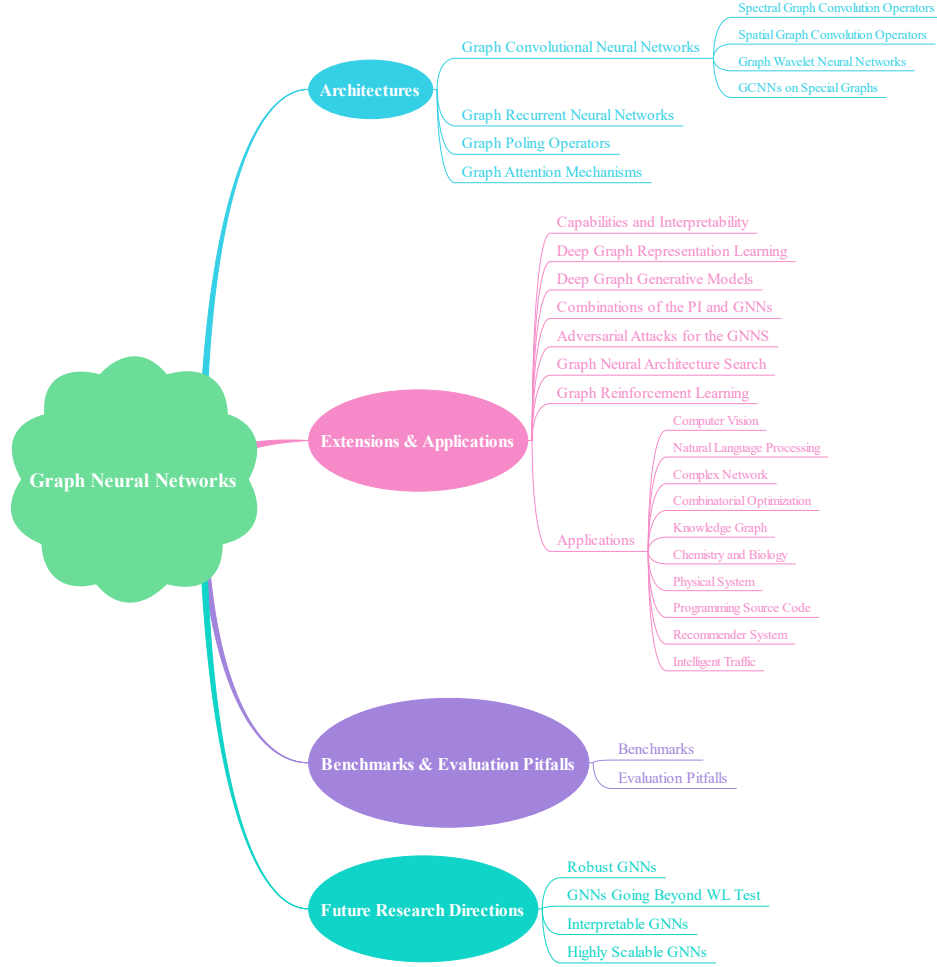 Graph Neural Networks
Architectures
Graph Convolutional Neural Networks
Spectral Graph Convolution Operators
Spatial Graph Convolution Operators
Graph Wavelet Neural Networks
GCNNs on Special Graphs
Graph Recurrent Neural Networks
Graph Poling Operators
Graph Attention Mechanisms
Extensions & Applications
Capabilities and Interpretability
Deep Graph Representation Learning
Deep Graph Generative Models
Combinations of the PI and GNNs
Adversarial Attacks for the GNNS
Graph Neural Architecture Search
Graph Reinforcement Learning
Applications
Computer Vision
Natural Language Processing
Complex Network
Combinatorial Optimization
Knowledge Graph
Chemistry and Biology
Physical System
Programming Source Code
Recommender System
Intelligent Traffic
Benchmarks & Evaluation Pitfalls
Benchmarks
Evaluation Pitfalls
Future Research Directions
Robust GNNs
GNNs Going Beyond WL Test
Interpretable GNNs
Highly Scalable GNNs